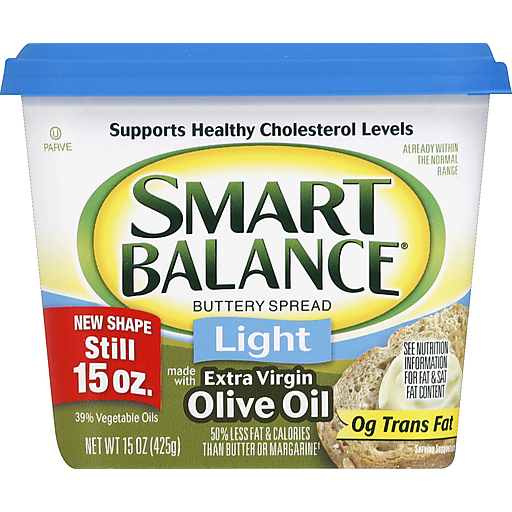 Supports Healthy Cholesterol Levels
U
PARVE
ALREADY WITHIN
THE NORMAL
RANGE
SMART
BALANCE®
BUTTERY SPREAD
Light
NEW SHAPE
Still
15 OZ.
made with Extra Virgin
Olive Oil
39% Vegetable Oils
NET WT 15 OZ (425g)
50% LESS FAT & CALORIES
THAN BUTTER OR MARGARINE†
SEE NUTRITION
INFORMATION
FOR FAT & SAT
FAT CONTENT
0g Trans Fat
Serving Suggestion